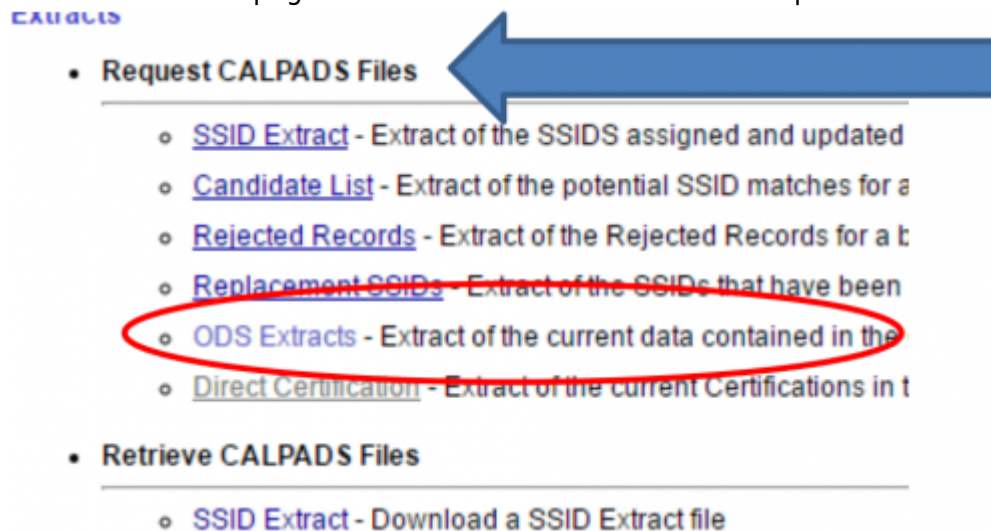 Extracts
• Request CALPADS Files
○ SSID Extract - Extract of the SSIDS assigned and updated
○ Candidate List - Extract of the potential SSID matches for a
○ Rejected Records - Extract of the Rejected Records for a b
○ Replacement SSIDs - Extract of the SSIDs that have been
○ ODS Extracts - Extract of the current data contained in the
○ Direct Certification - Extract of the current Certifications in t
• Retrieve CALPADS Files
○ SSID Extract - Download a SSID Extract file